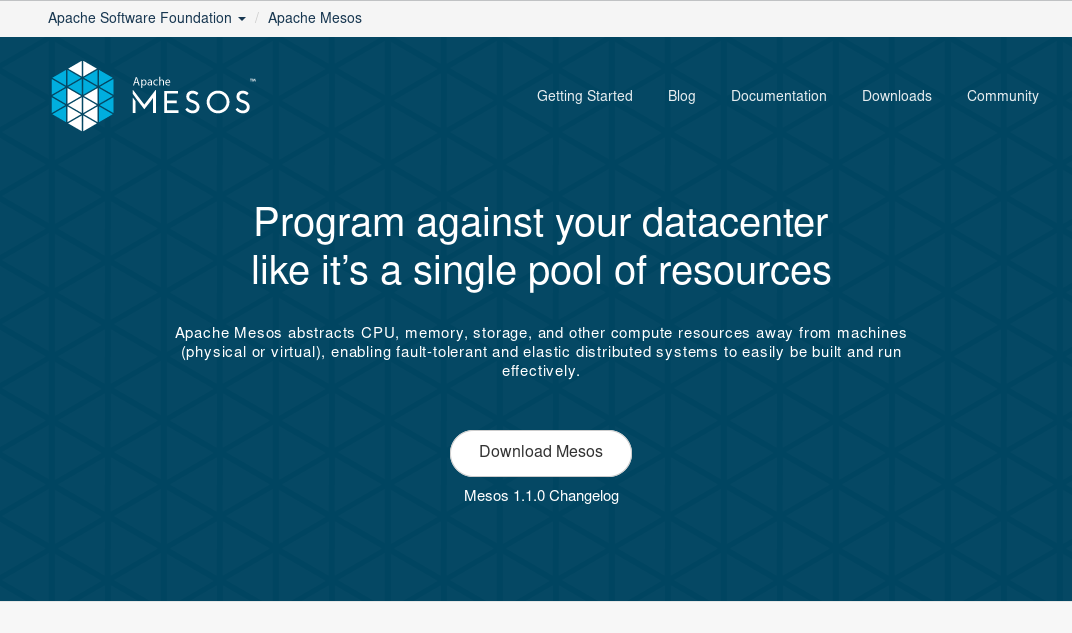 Apache Software Foundation / Apache Mesos
Apache
MESOS™
Getting Started Blog Documentation Downloads Community
Program against your datacenter
like it’s a single pool of resources
Apache Mesos abstracts CPU, memory, storage, and other compute resources away from machines
(physical or virtual), enabling fault-tolerant and elastic distributed systems to easily be built and run
effectively.
Download Mesos
Mesos 1.1.0 Changelog